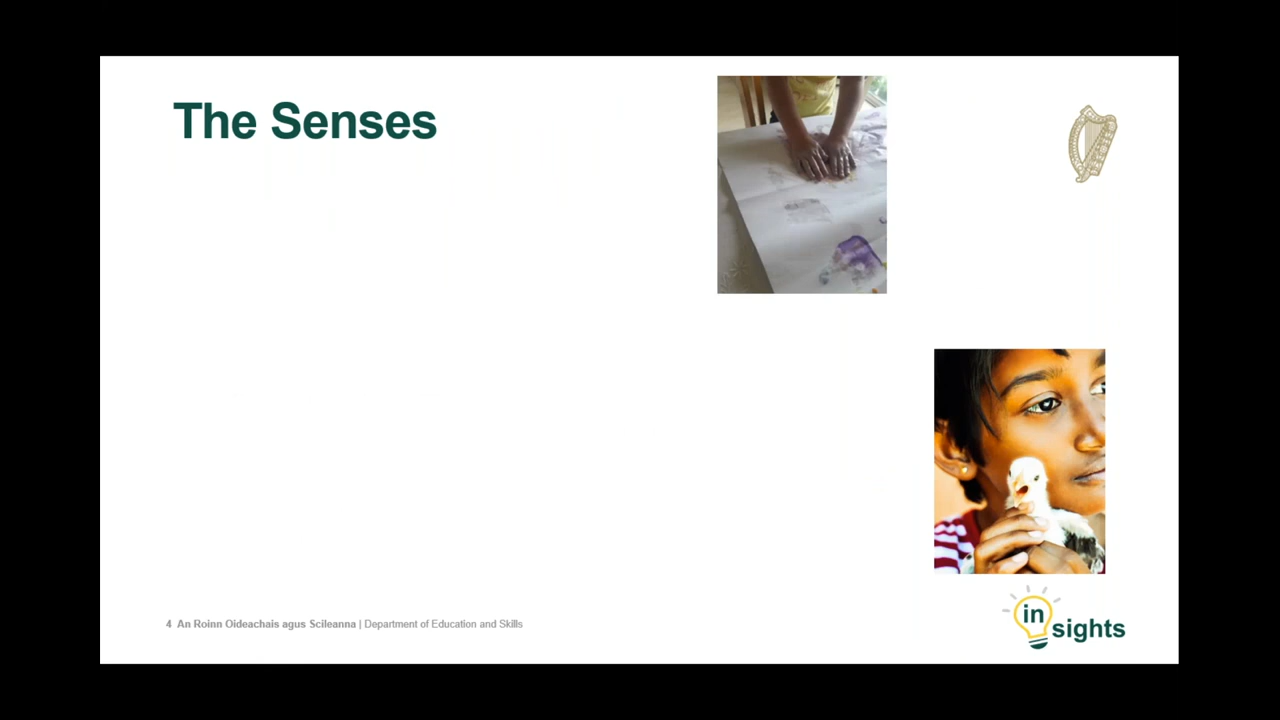 The Senses
4 An Roinn Oideachais agus Scileanna | Department of Education and Skills
in
sights